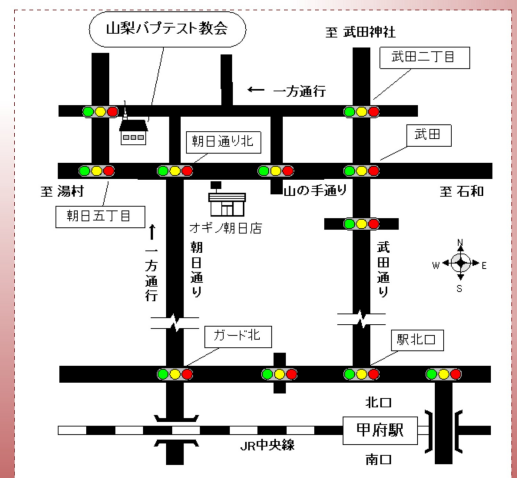 山梨バプテスト教会
至 武田神社
武田二丁目
← 一方通行
朝日通り北
武田
至 湯村
山の手通り
至 石和
朝日五丁目
オギノ朝日店
↑
一方通行
朝日通り
武田通り
N
W
E
S
ガード北
駅北口
北口
甲府駅
JR中央線
南口